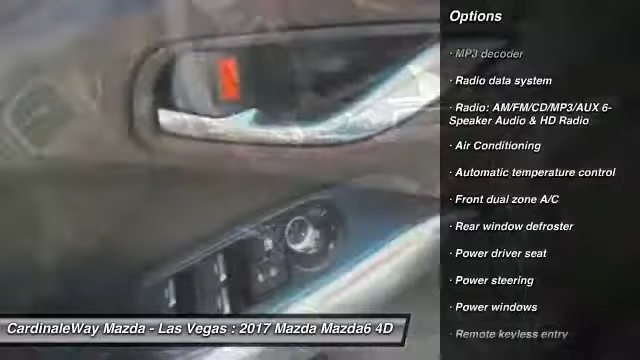 Options
· MP3 decoder
· Radio data system
· Radio: AM/FM/CD/MP3/AUX 6-
Speaker Audio & HD Radio
· Air Conditioning
· Automatic temperature control
· Front dual zone A/C
· Rear window defroster
· Power driver seat
· Power steering
· Power windows
· Remote keyless entry
CardinaleWay Mazda - Las Vegas : 2017 Mazda Mazda6 4D